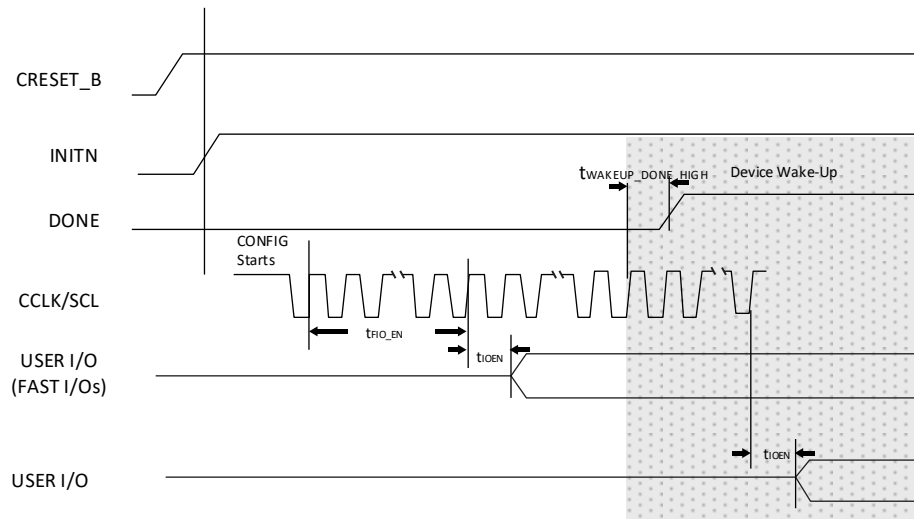 CRESET_B
INITN
tWAKEUP_DONE_HIGH Device Wake-Up
DONE
CONFIG
Starts
CCLK/SCL
tFIO_EN
tIOEN
USER I/O
(FAST I/Os)
tIOEN
USER I/O